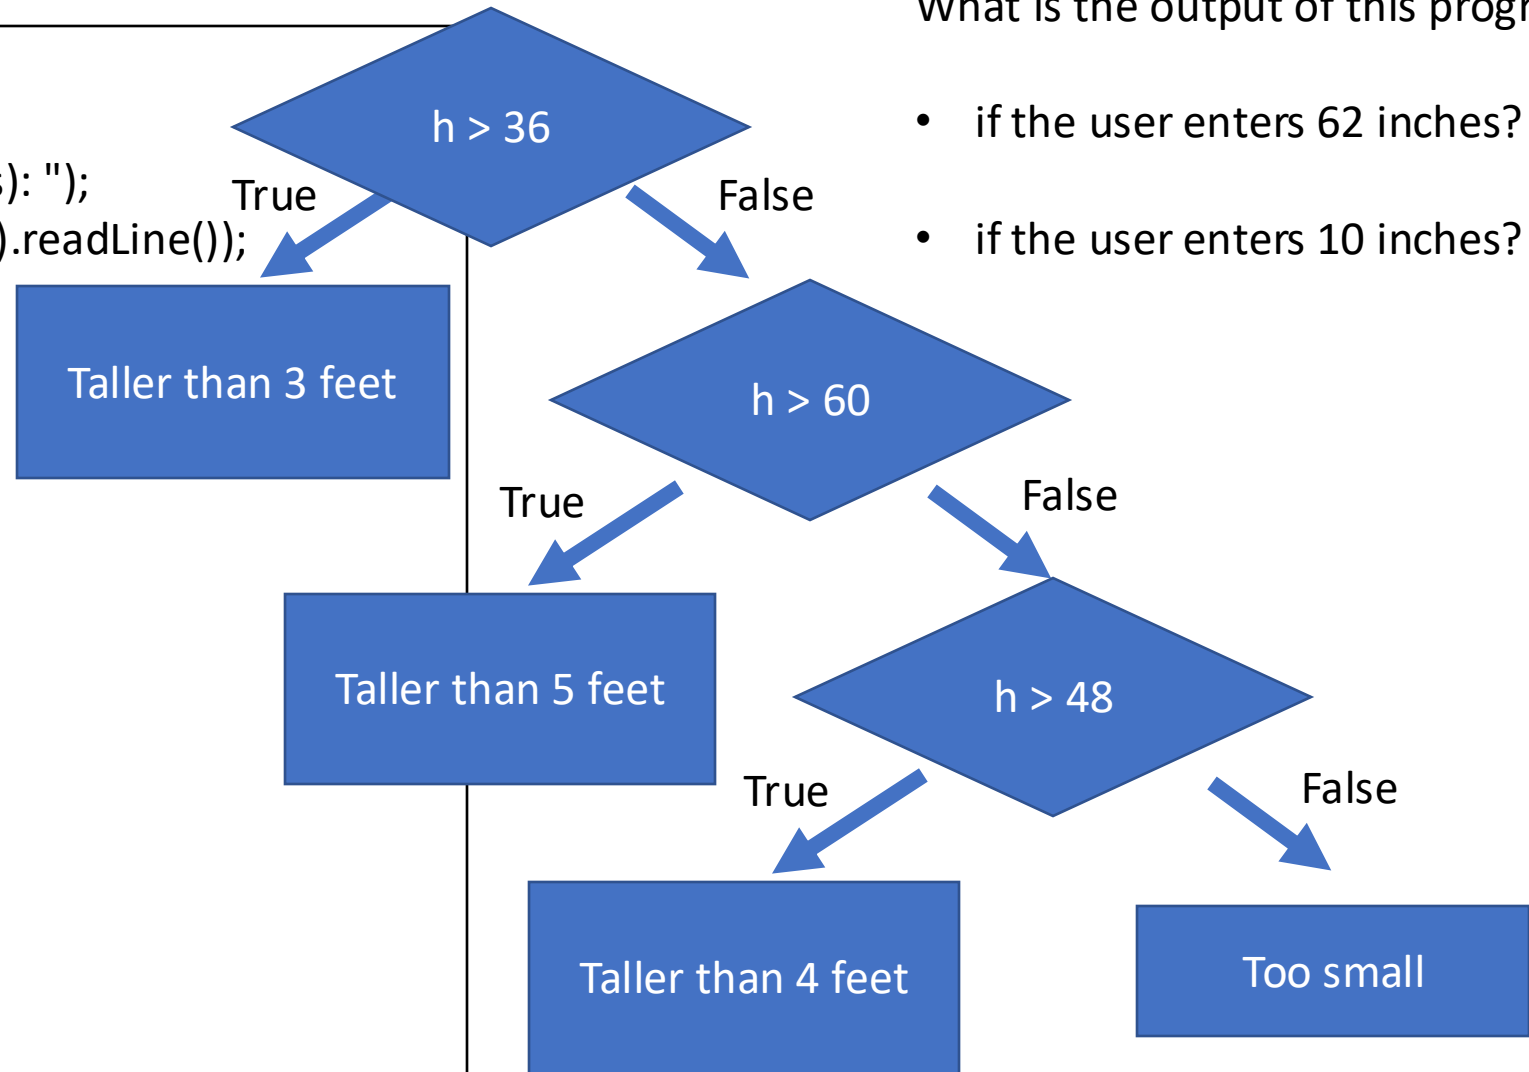 What is the output of this progr
• if the user enters 62 inches?
• if the user enters 10 inches?
s): ");
).readLine());
h > 36
True
False
Taller than 3 feet
h > 60
True
False
Taller than 5 feet
h > 48
True
False
Taller than 4 feet
Too small